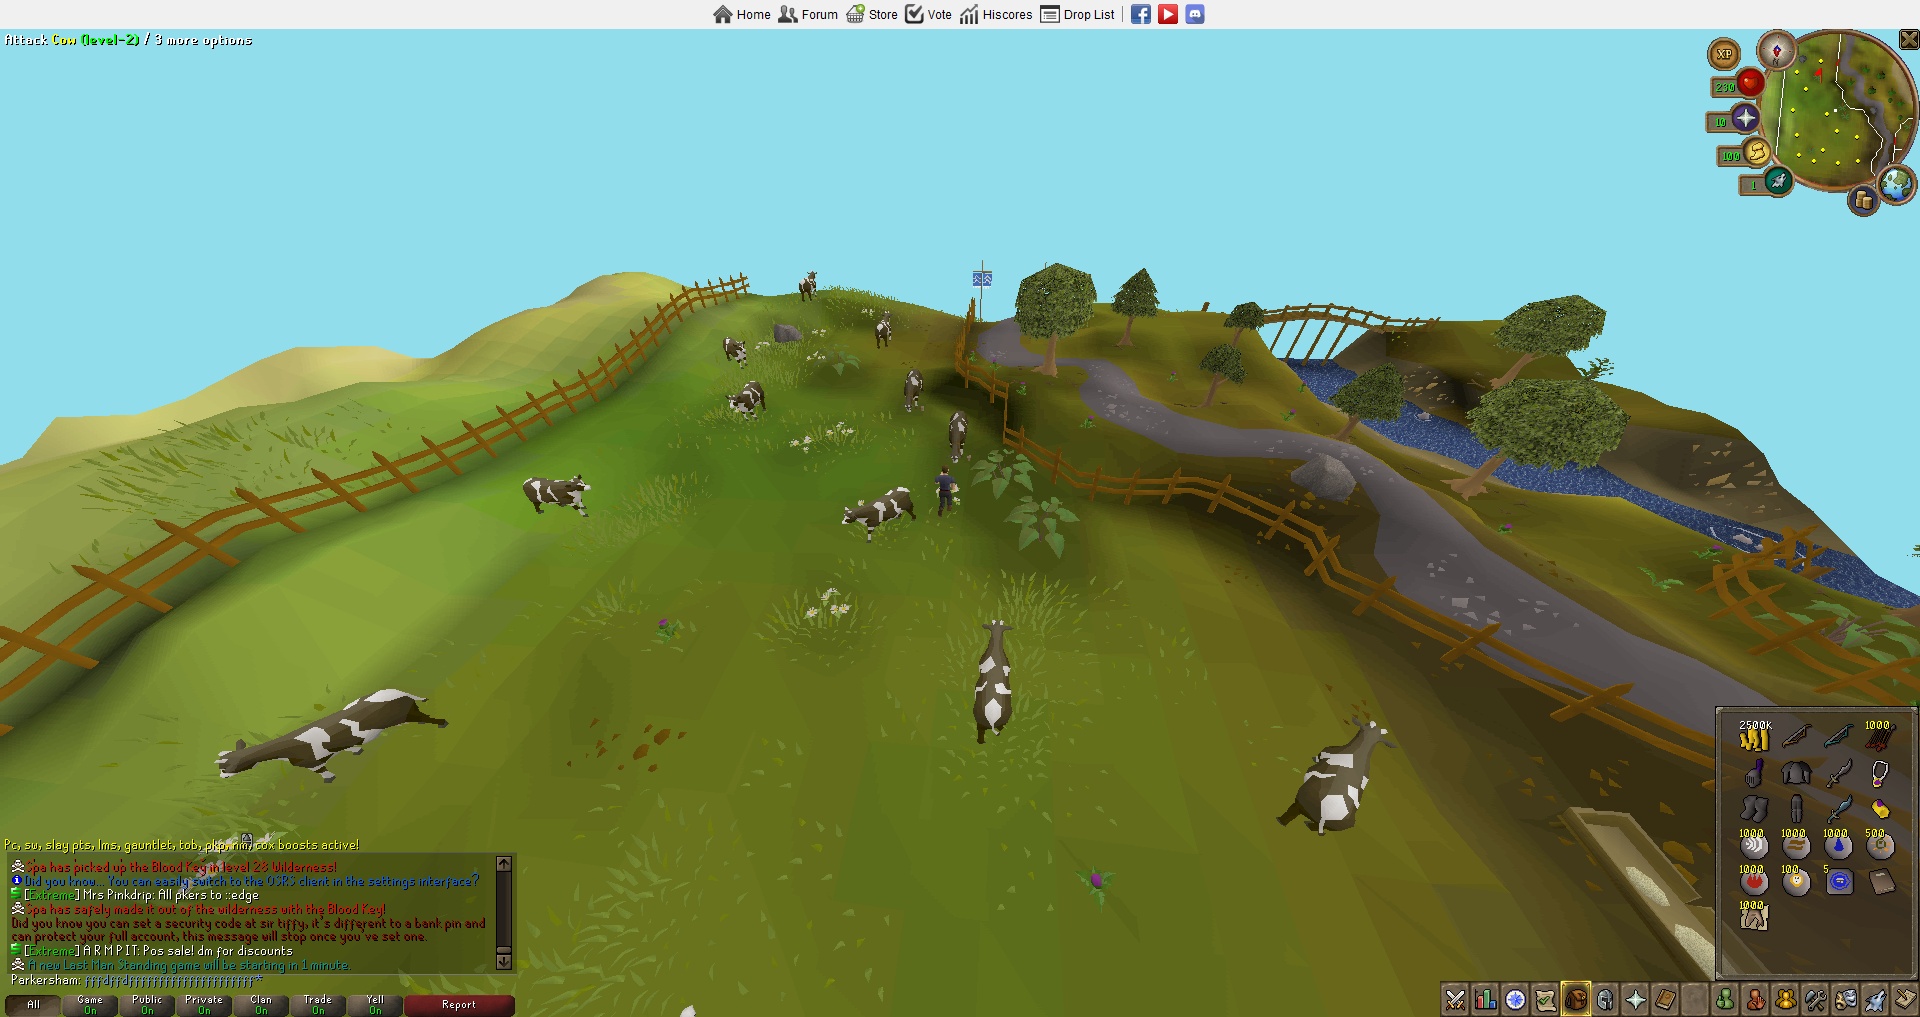 Home Forum Store Vote Hiscores Drop List
Attack Cow (level-2) / 3 more options
XP
230
10
100
1
2500K
1000
1000
1000
1000
500
1000
100
5
1000
Pc, sw, slay pts, lms, gauntlet, tob, pkp, nm, cox boosts active!
Spa has picked up the Blood Key in level 28 Wilderness!
Did you know... You can easily switch to the OSRS client in the settings interface?
[Extreme] Mrs Pinkdrip: All pkers to ::edge
Spa has safely made it out of the wilderness with the Blood Key!
Did you know you can set a security code at sir tiffy, it's different to a bank pin and
can protect your full account, this message will stop once you've set one.
[Extreme] A R M P I T: Pos sale! dm for discounts
A new Last Man Standing game will be starting in 1 minute.
Parkersham:
All Game Public Private Clan Trade Yell Report
On On On On On On